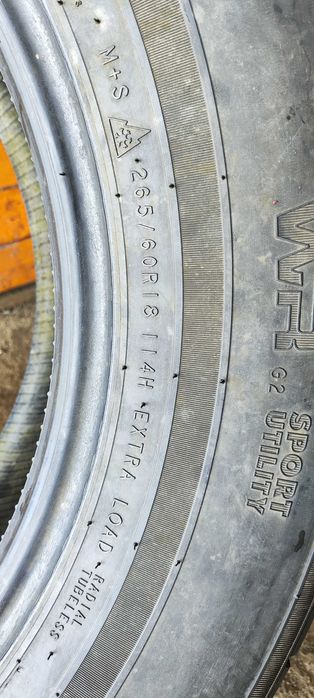 M+S 265/60R18 114H EXTRA LOAD RADIAL
TUBELESS
WR
G2
SPORT
UTILITY